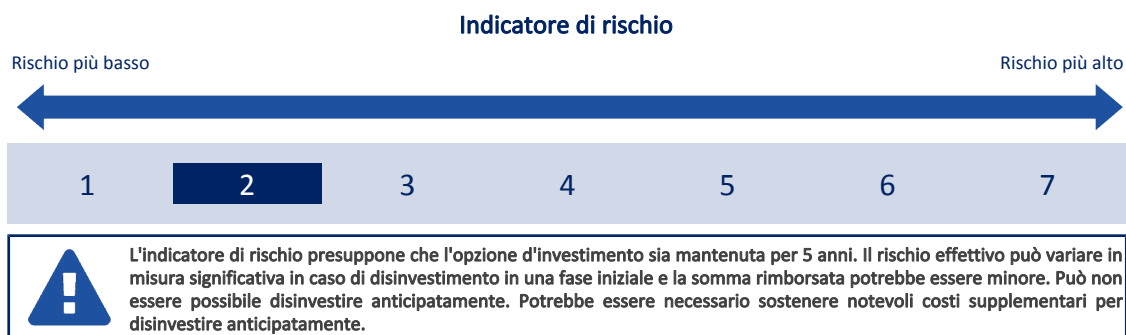 Indicatore di rischio
Rischio più basso Rischio più alto
1 2 3 4 5 6 7
L'indicatore di rischio presuppone che l'opzione d'investimento sia mantenuta per 5 anni. Il rischio effettivo può variare in
misura significativa in caso di disinvestimento in una fase iniziale e la somma rimborsata potrebbe essere minore. Può non
essere possibile disinvestire anticipatamente. Potrebbe essere necessario sostenere notevoli costi supplementari per
disinvestire anticipatamente.